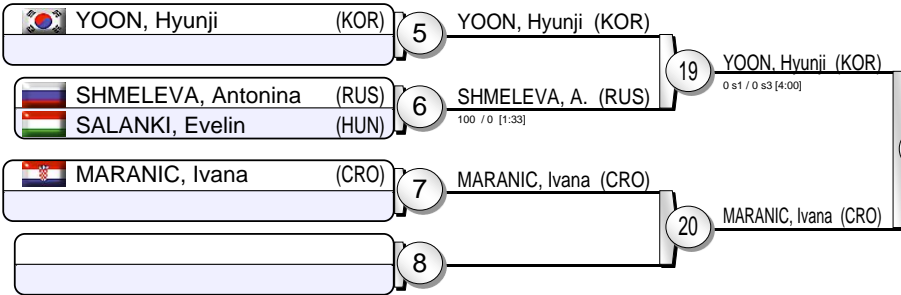 YOON, Hyunji (KOR)
5
YOON, Hyunji (KOR)
19
YOON, Hyunji (KOR)
0 s1 / 0 s3 [4:00]
SHMELEVA, Antonina (RUS)
SALANKI, Evelin (HUN)
6
SHMELEVA, A. (RUS)
100 / 0 [1:33]
MARANIC, Ivana (CRO)
7
MARANIC, Ivana (CRO)
20
MARANIC, Ivana (CRO)
8